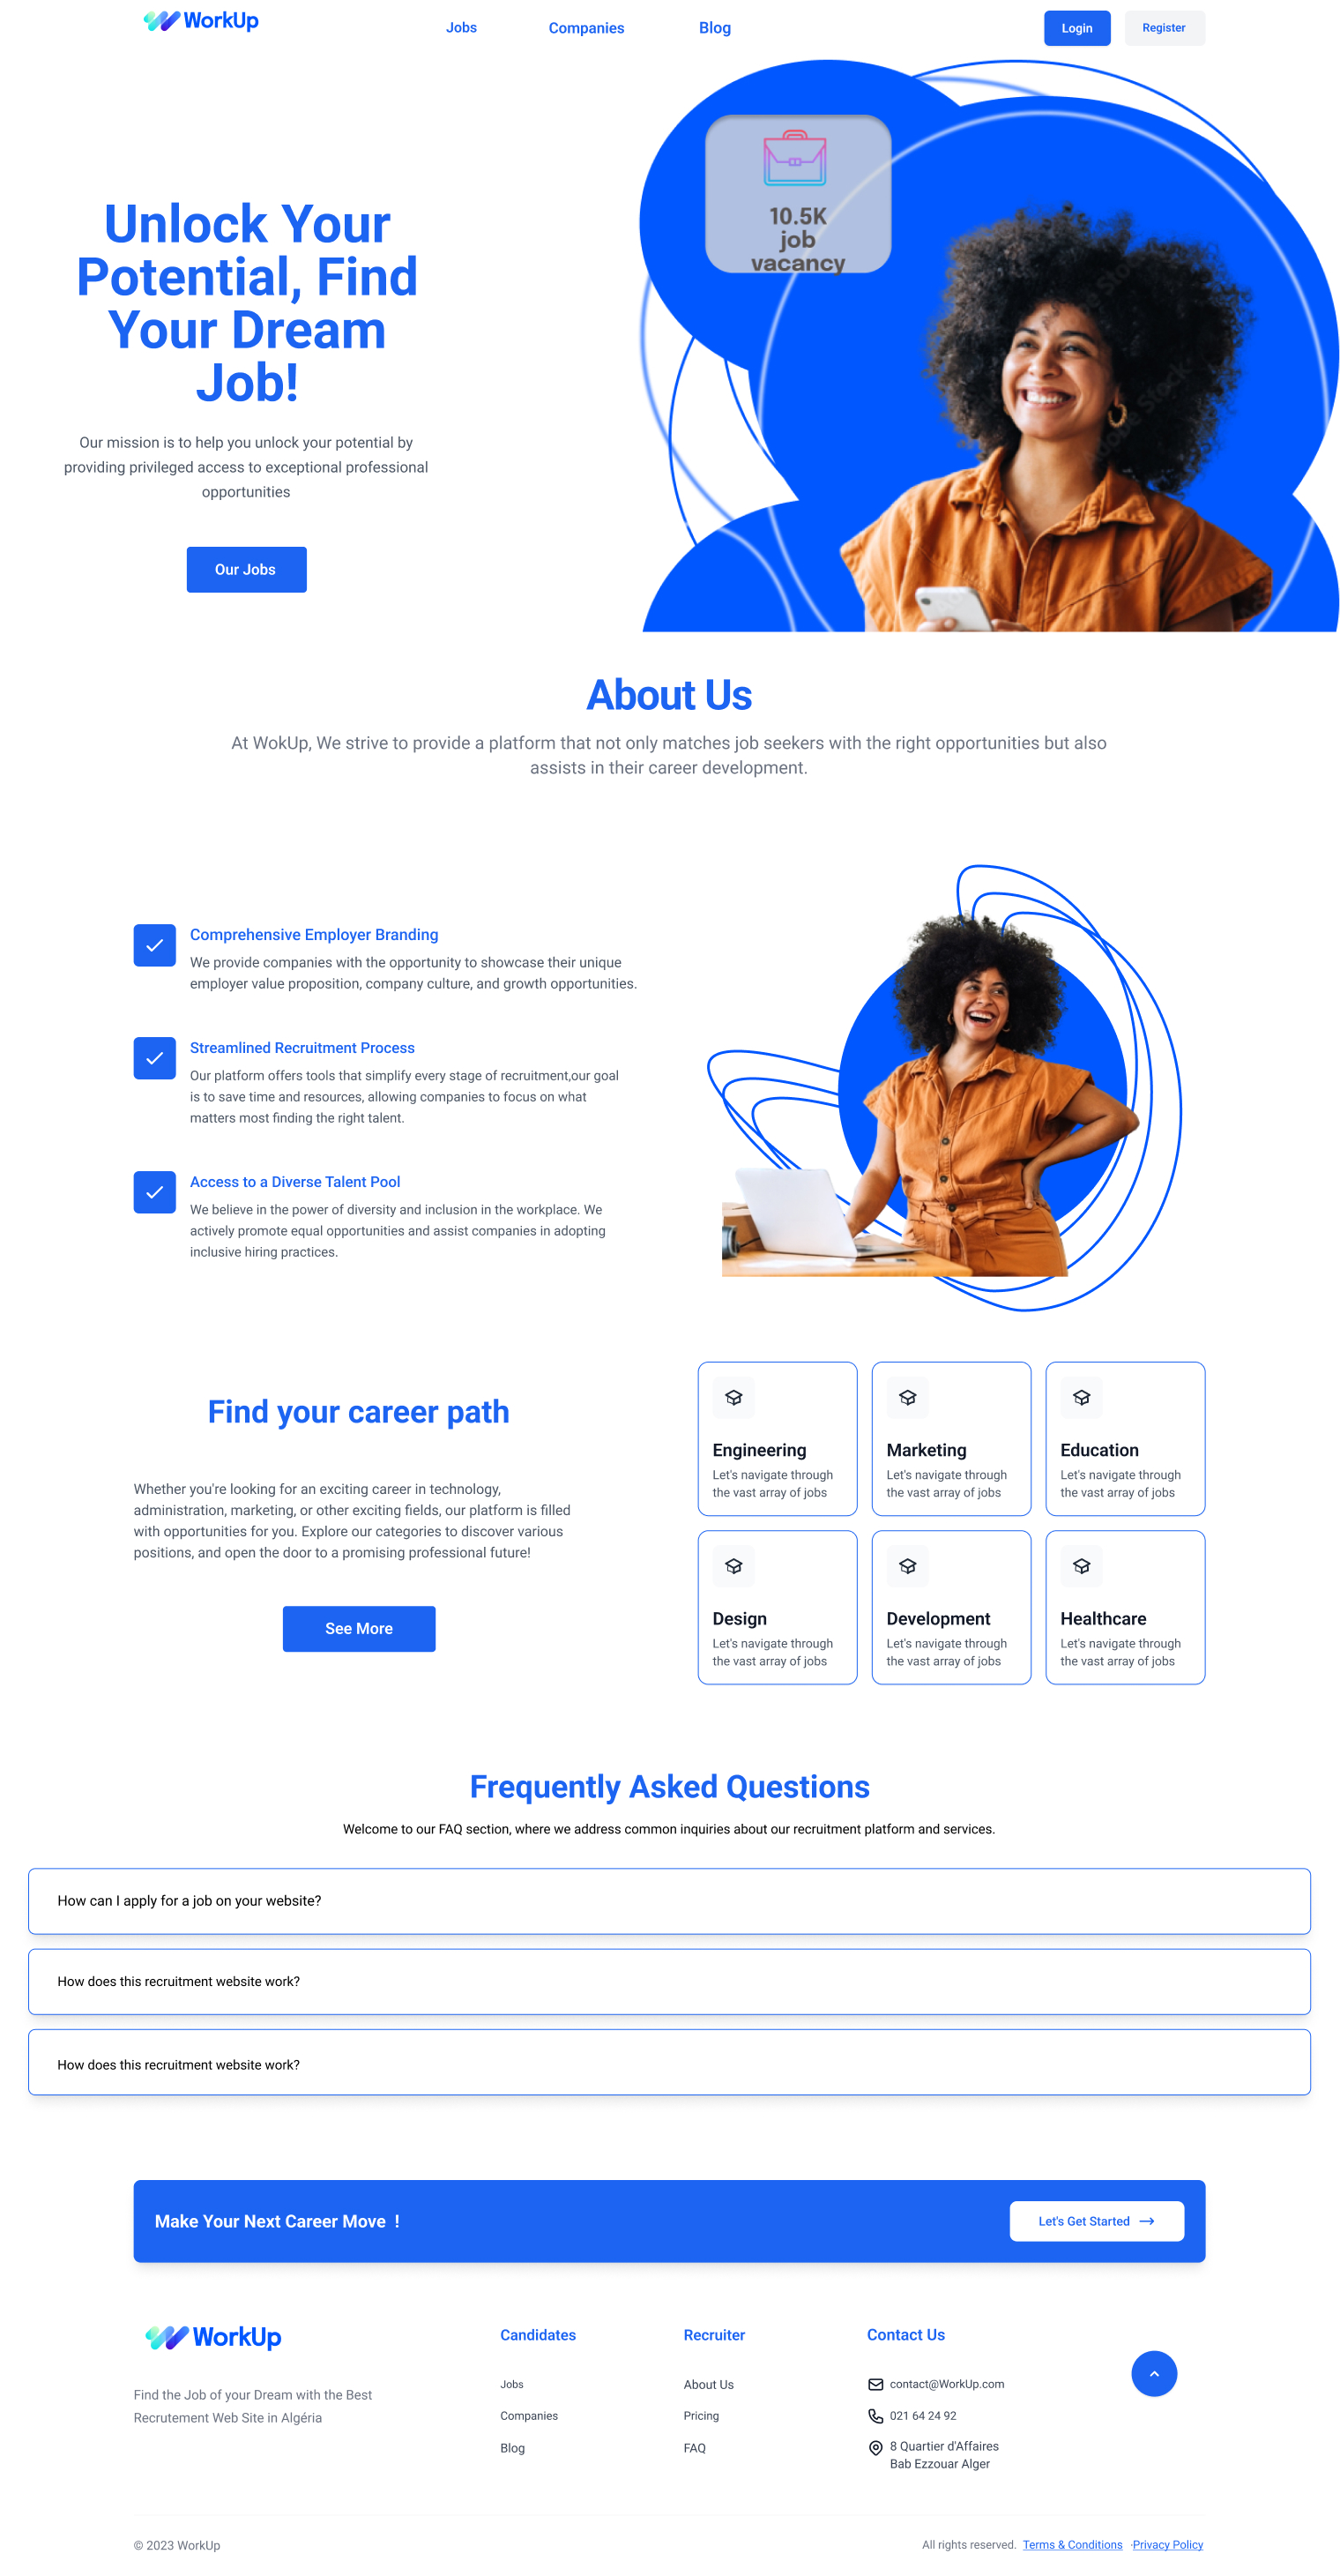 WorkUp
Jobs
Companies
Blog
Login
Register
10.5K
job
vacancy
Unlock Your
Potential, Find
Your Dream
Job!
Our mission is to help you unlock your potential by
providing privileged access to exceptional professional
opportunities
Our Jobs
About Us
At WokUp, We strive to provide a platform that not only matches job seekers with the right opportunities but also
assists in their career development.
Comprehensive Employer Branding
We provide companies with the opportunity to showcase their unique
employer value proposition, company culture, and growth opportunities.
Streamlined Recruitment Process
Our platform offers tools that simplify every stage of recruitment,our goal
is to save time and resources, allowing companies to focus on what
matters most finding the right talent.
Access to a Diverse Talent Pool
We believe in the power of diversity and inclusion in the workplace. We
actively promote equal opportunities and assist companies in adopting
inclusive hiring practices.
Find your career path
Whether you're looking for an exciting career in technology,
administration, marketing, or other exciting fields, our platform is filled
with opportunities for you. Explore our categories to discover various
positions, and open the door to a promising professional future!
See More
Engineering
Let's navigate through
the vast array of jobs
Marketing
Let's navigate through
the vast array of jobs
Education
Let's navigate through
the vast array of jobs
Design
Let's navigate through
the vast array of jobs
Development
Let's navigate through
the vast array of jobs
Healthcare
Let's navigate through
the vast array of jobs
Frequently Asked Questions
Welcome to our FAQ section, where we address common inquiries about our recruitment platform and services.
How can I apply for a job on your website?
How does this recruitment website work?
How does this recruitment website work?
Make Your Next Career Move !
Let's Get Started
WorkUp
Find the Job of your Dream with the Best
Recrutement Web Site in Algéria
Candidates
Jobs
Companies
Blog
Recruiter
About Us
Pricing
FAQ
Contact Us
contact@WorkUp.com
021 64 24 92
8 Quartier d'Affaires
Bab Ezzouar Alger
© 2023 WorkUp
All rights reserved. Terms & Conditions ·Privacy Policy